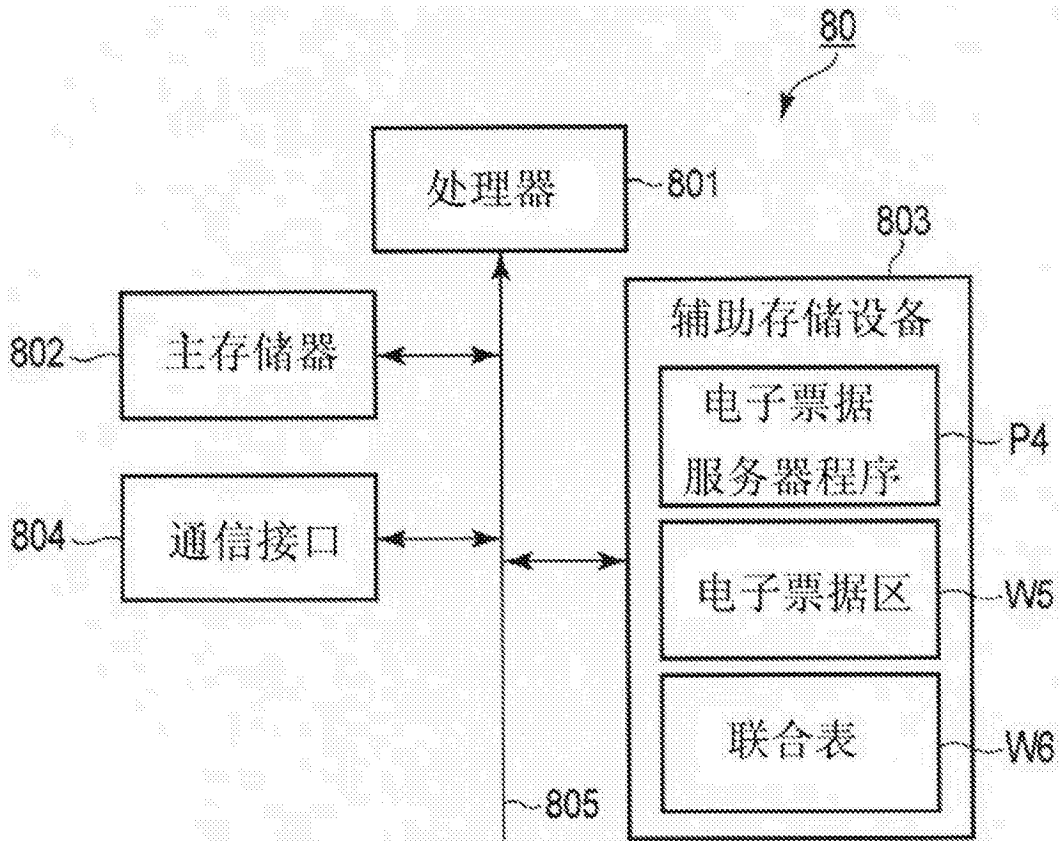 80
处理器
801
803
辅助存储设备
802
主存储器
电子票据
服务器程序
P4
804
通信接口
电子票据区
W5
联合表
W6
805